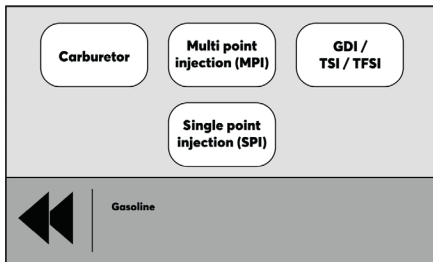 Carburetor
Multi point
injection (MPI)
GDI /
TSI / TFSI
Single point
injection (SPI)
Gasoline